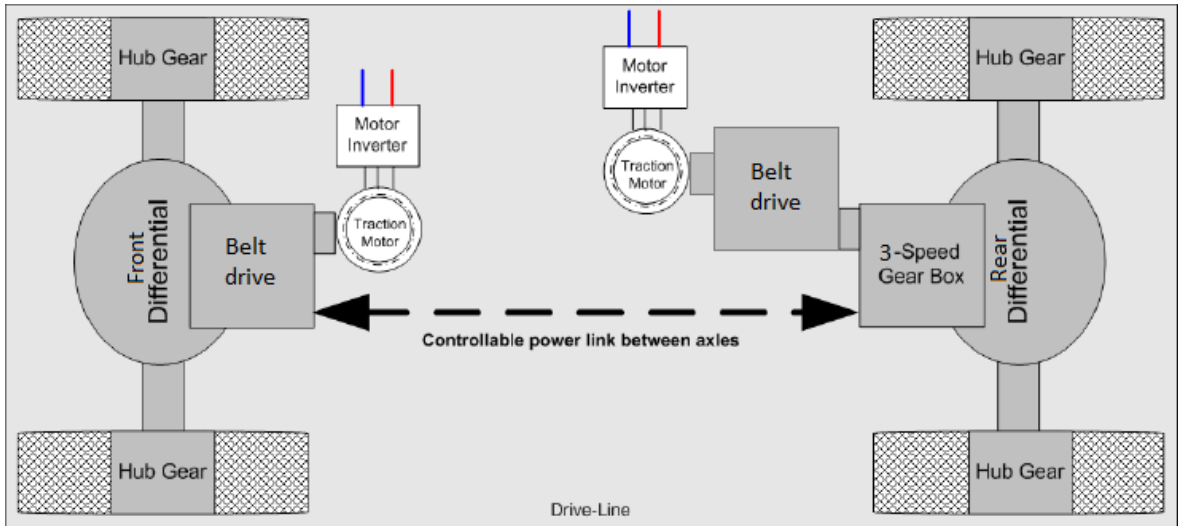 Hub Gear
Motor
Inverter
Hub Gear
Motor
Inverter
Traction
Motor
Belt
drive
Traction
Motor
Front
Differential
Belt
drive
3-Speed
Gear Box
Rear
Differential
Controllable power link between axles
Hub Gear
Hub Gear
Drive-Line